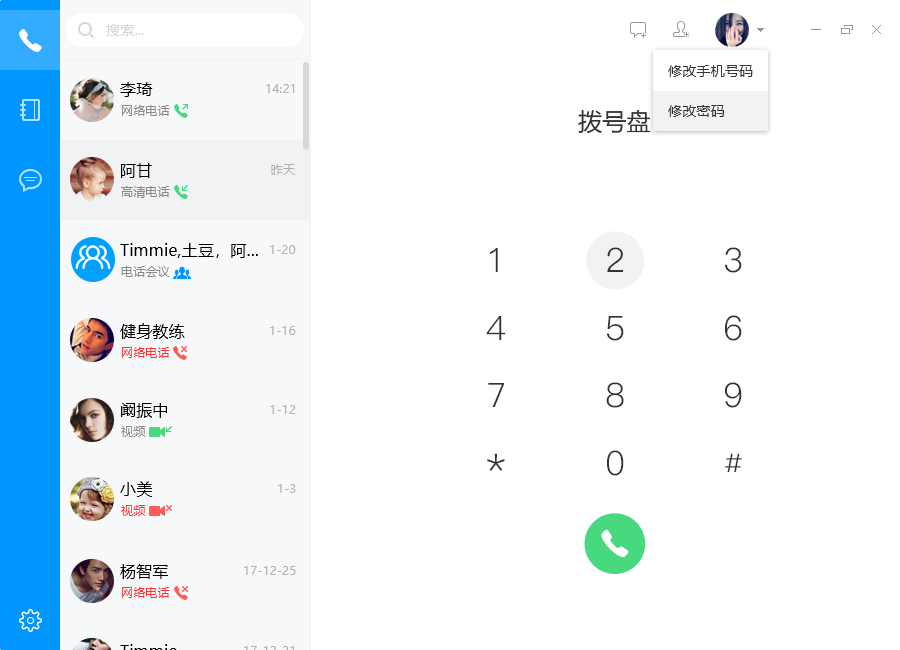 搜索...
李琦 14:21
网络电话
阿甘 昨天
高清电话
Timmie,土豆，阿... 1-20
电话会议
健身教练 1-16
网络电话
阚振中 1-12
视频
小美 1-3
视频
杨智军 17-12-25
网络电话
Timmie 17-12-21
修改手机号码
修改密码
拨号盘
1 2 3
4 5 6
7 8 9
* 0 #